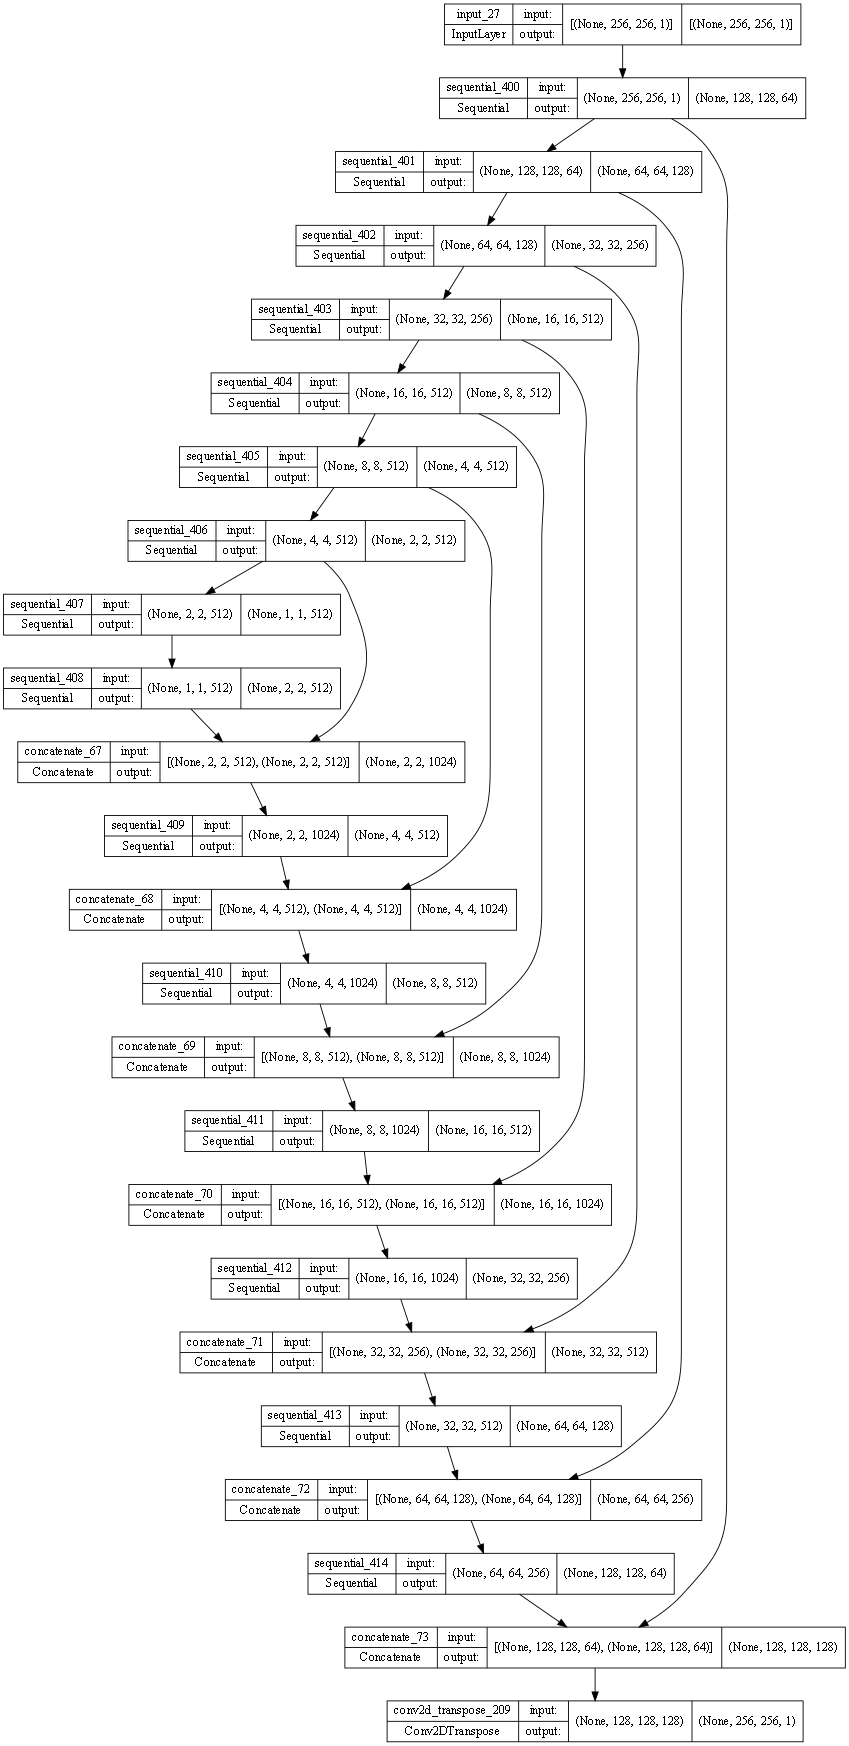 input_27 input: [(None, 256, 256, 1)] [(None, 256, 256, 1)]
InputLayer output:
sequential_400 input: (None, 256, 256, 1) (None, 128, 128, 64)
Sequential output:
sequential_401 input: (None, 128, 128, 64) (None, 64, 64, 128)
Sequential output:
sequential_402 input: (None, 64, 64, 128) (None, 32, 32, 256)
Sequential output:
sequential_403 input: (None, 32, 32, 256) (None, 16, 16, 512)
Sequential output:
sequential_404 input: (None, 16, 16, 512) (None, 8, 8, 512)
Sequential output:
sequential_405 input: (None, 8, 8, 512) (None, 4, 4, 512)
Sequential output:
sequential_406 input: (None, 4, 4, 512) (None, 2, 2, 512)
Sequential output:
sequential_407 input: (None, 2, 2, 512) (None, 1, 1, 512)
Sequential output:
sequential_408 input: (None, 1, 1, 512) (None, 2, 2, 512)
Sequential output:
concatenate_67 input: [(None, 2, 2, 512), (None, 2, 2, 512)] (None, 2, 2, 1024)
Concatenate output:
sequential_409 input: (None, 2, 2, 1024) (None, 4, 4, 512)
Sequential output:
concatenate_68 input: [(None, 4, 4, 512), (None, 4, 4, 512)] (None, 4, 4, 1024)
Concatenate output:
sequential_410 input: (None, 4, 4, 1024) (None, 8, 8, 512)
Sequential output:
concatenate_69 input: [(None, 8, 8, 512), (None, 8, 8, 512)] (None, 8, 8, 1024)
Concatenate output:
sequential_411 input: (None, 8, 8, 1024) (None, 16, 16, 512)
Sequential output:
concatenate_70 input: [(None, 16, 16, 512), (None, 16, 16, 512)] (None, 16, 16, 1024)
Concatenate output:
sequential_412 input: (None, 16, 16, 1024) (None, 32, 32, 256)
Sequential output:
concatenate_71 input: [(None, 32, 32, 256), (None, 32, 32, 256)] (None, 32, 32, 512)
Concatenate output:
sequential_413 input: (None, 32, 32, 512) (None, 64, 64, 128)
Sequential output:
concatenate_72 input: [(None, 64, 64, 128), (None, 64, 64, 128)] (None, 64, 64, 256)
Concatenate output:
sequential_414 input: (None, 64, 64, 256) (None, 128, 128, 64)
Sequential output:
concatenate_73 input: [(None, 128, 128, 64), (None, 128, 128, 64)] (None, 128, 128, 128)
Concatenate output:
conv2d_transpose_209 input: (None, 128, 128, 128) (None, 256, 256, 1)
Conv2DTranspose output: